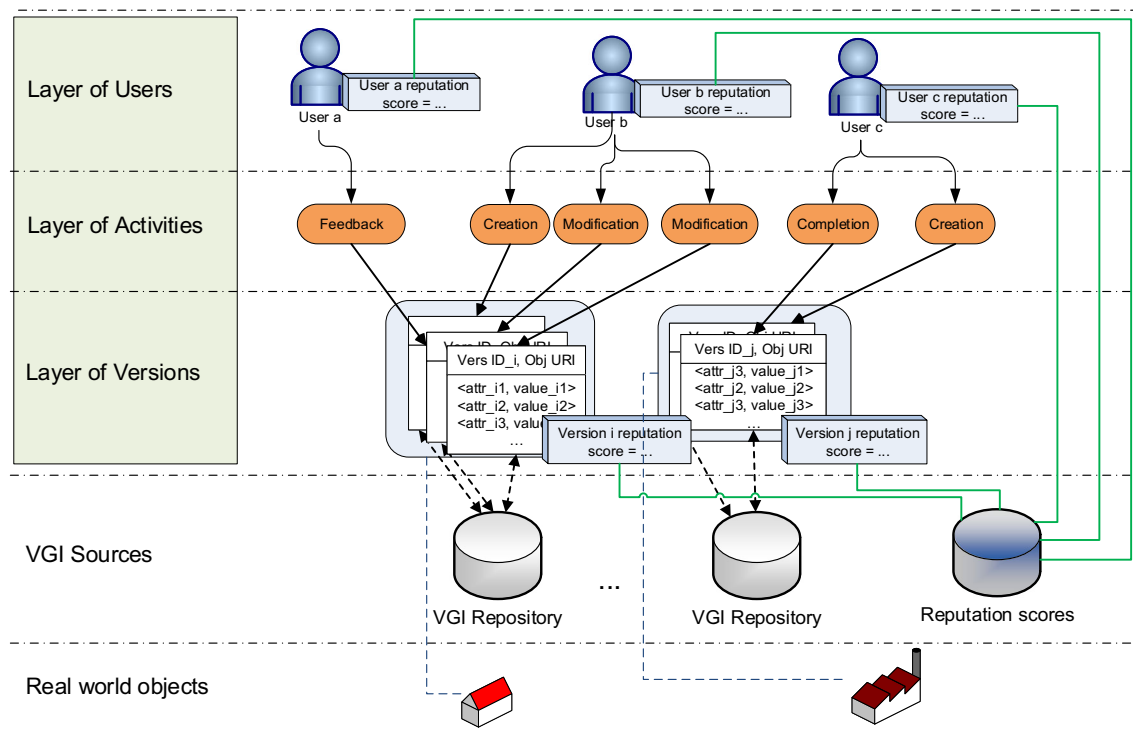 Layer of Users
User a reputation
score = ...
User a
User b reputation
score = ...
User b
User c reputation
score = ...
User c
Layer of Activities
Feedback
Creation
Modification
Modification
Completion
Creation
Layer of Versions
Vers ID_i, Obj URI
<attr_i1, value_i1>
<attr_i2, value_i2>
<attr_i3, value_
...
Version i reputation
score = ...
Vers ID_j, Obj URI
<attr_j3, value_j1>
<attr_j2, value_j2>
<attr_j3, value_j3>
...
Version j reputation
score = ...
VGI Sources
VGI Repository
...
VGI Repository
Reputation scores
Real world objects